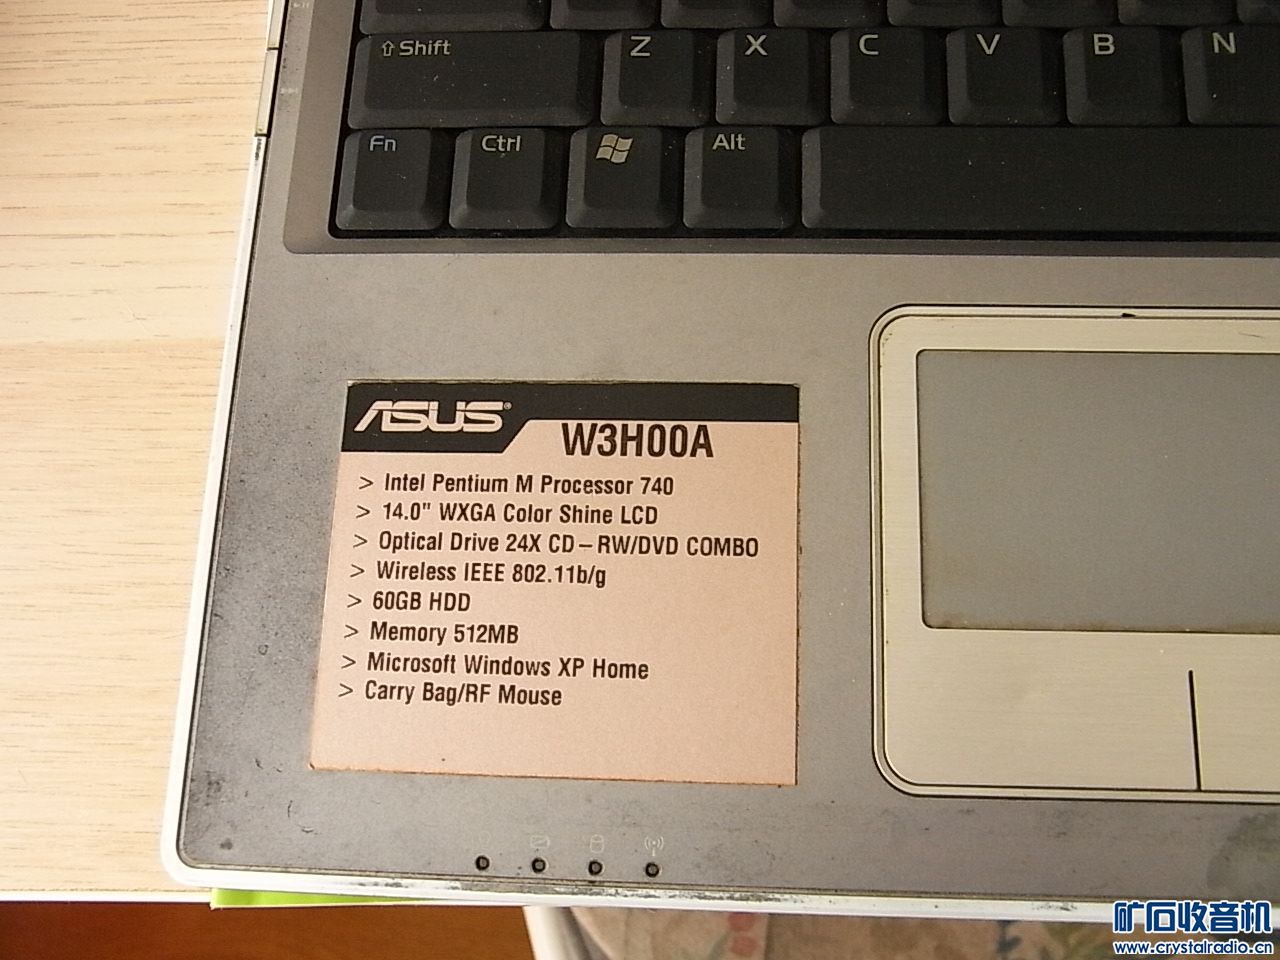 Shift
Z
X
C
V
B
N
Fn
Ctrl
Alt
ASUS
W3H00A
> Intel Pentium M Processor 740
> 14.0" WXGA Color Shine LCD
> Optical Drive 24X CD-RW/DVD COMBO
> Wireless IEEE 802.11b/g
> 60GB HDD
> Memory 512MB
> Microsoft Windows XP Home
> Carry Bag/RF Mouse
矿石收音机
www.crystalradio.cn